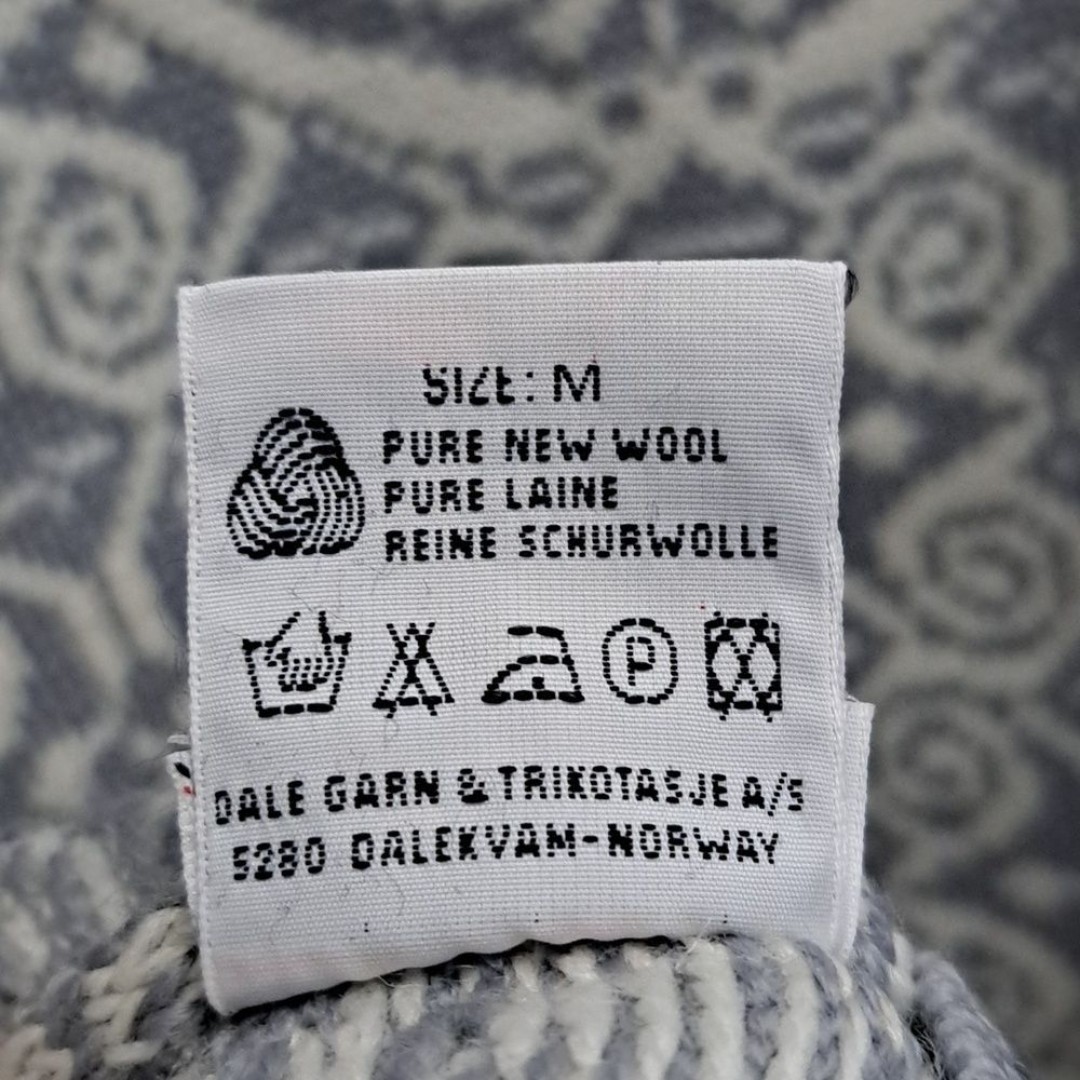 SIZE: M
PURE NEW WOOL
PURE LAINE
REINE SCHURWOLLE
P
DALE GARN & TRIKOTASJE A/S
5280 DALEKVAM-NORWAY